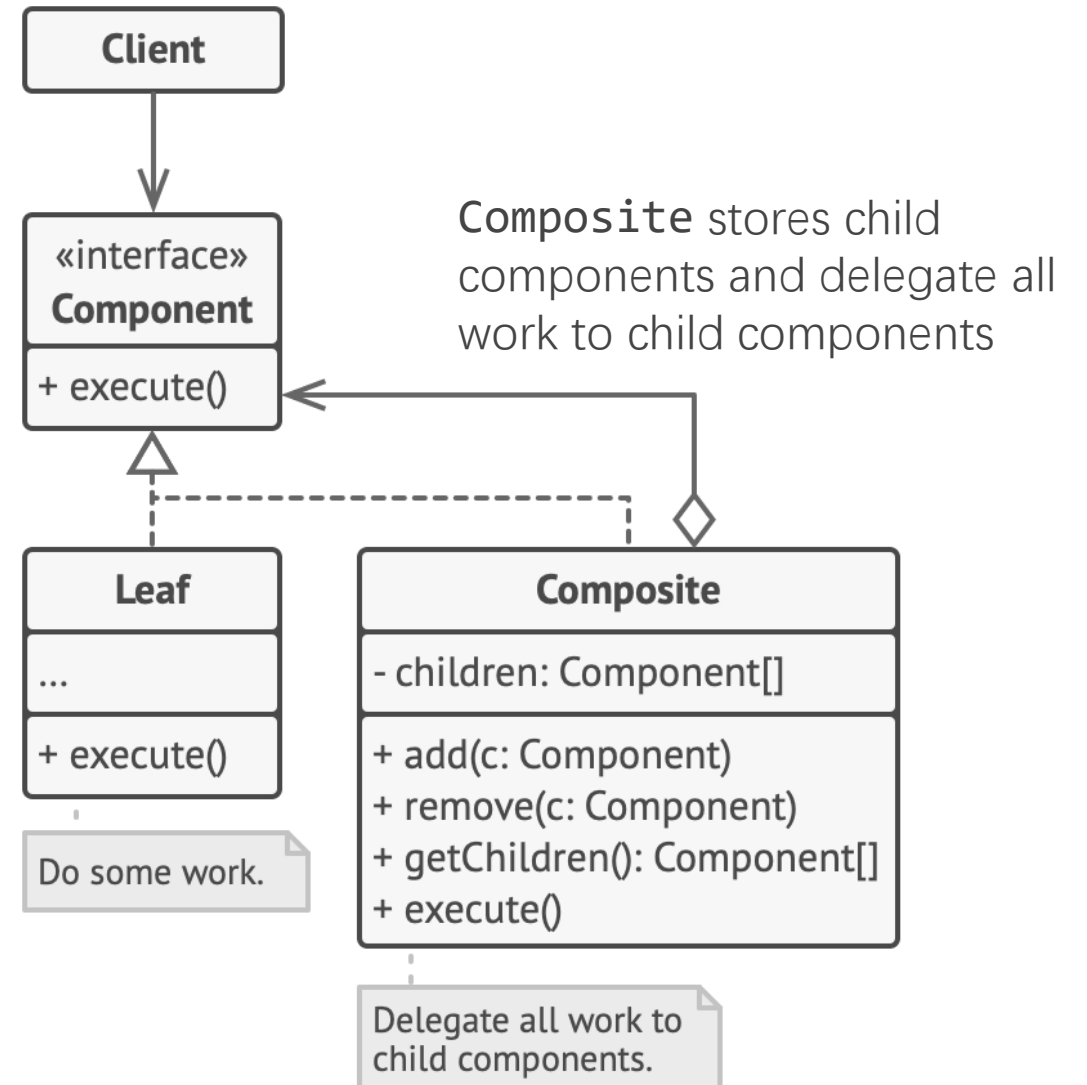 Client
Composite stores child
components and delegate all
work to child components
«interface»
Component
+ execute()
Leaf
...
+ execute()
Do some work.
Composite
- children: Component[]
+ add(c: Component)
+ remove(c: Component)
+ getChildren(): Component[]
+ execute()
Delegate all work to
child components.